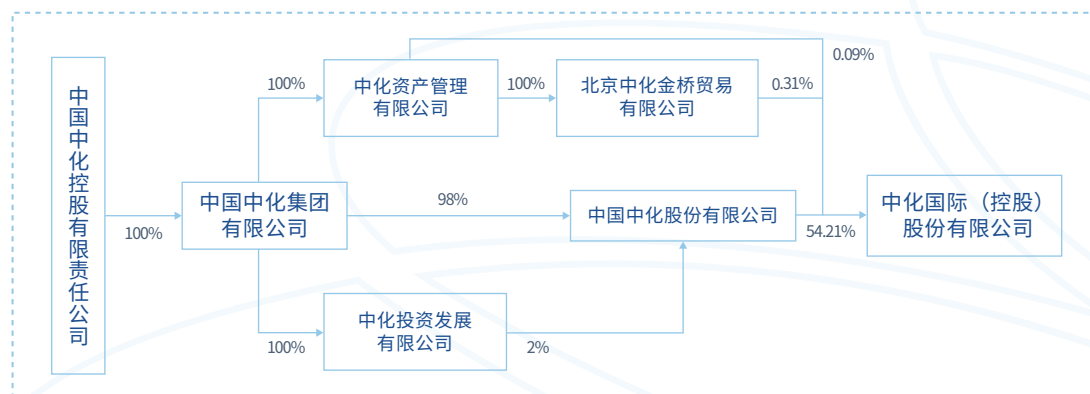 中国中化控股有限责任公司
100%
100%
中化资产管理
有限公司
100%
北京中化金桥贸易
有限公司
0.31%
0.09%
中国中化集团
有限公司
98%
中国中化股份有限公司
54.21%
中化国际（控股）
股份有限公司
100%
中化投资发展
有限公司
2%